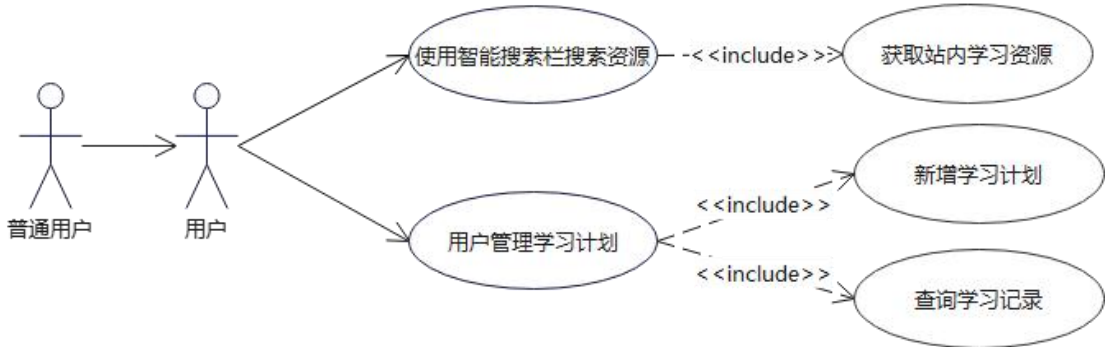 使用智能搜索栏搜索资源
<<include>>
获取站内学习资源
普通用户
用户
用户管理学习计划
<<include>>
新增学习计划
<<include>>
查询学习记录